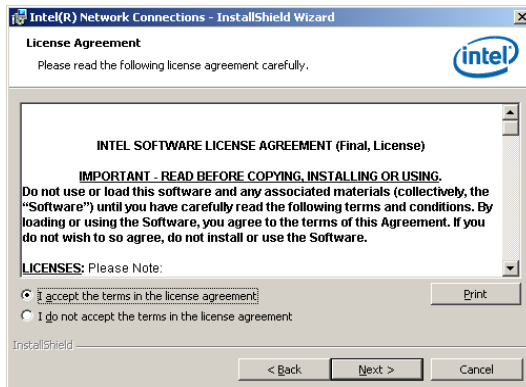 Intel(R) Network Connections - InstallShield Wizard
License Agreement
Please read the following license agreement carefully.
intel
INTEL SOFTWARE LICENSE AGREEMENT (Final, License)
IMPORTANT - READ BEFORE COPYING, INSTALLING OR USING.
Do not use or load this software and any associated materials (collectively, the
“Software”) until you have carefully read the following terms and conditions. By
loading or using the Software, you agree to the terms of this Agreement. If you
do not wish to so agree, do not install or use the Software.
LICENSES: Please Note:
I accept the terms in the license agreement
Print
I do not accept the terms in the license agreement
InstallShield
< Back
Next >
Cancel